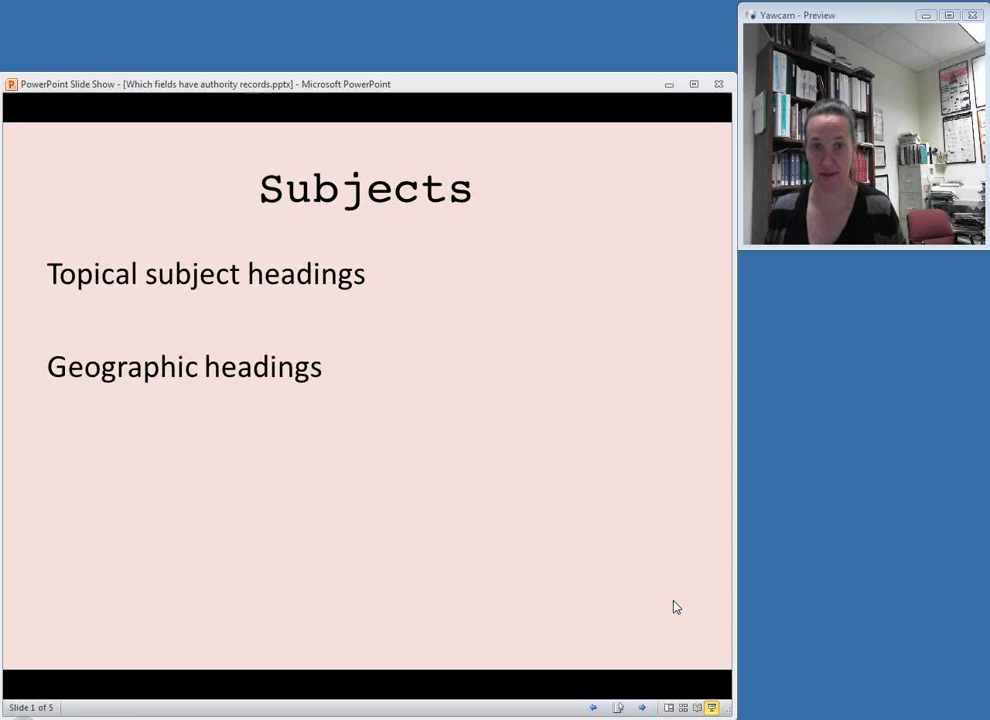 Yawcam - Preview
PowerPoint Slide Show - [Which fields have authority records.pptx] - Microsoft PowerPoint
Subjects
Topical subject headings
Geographic headings
Slide 1 of 5